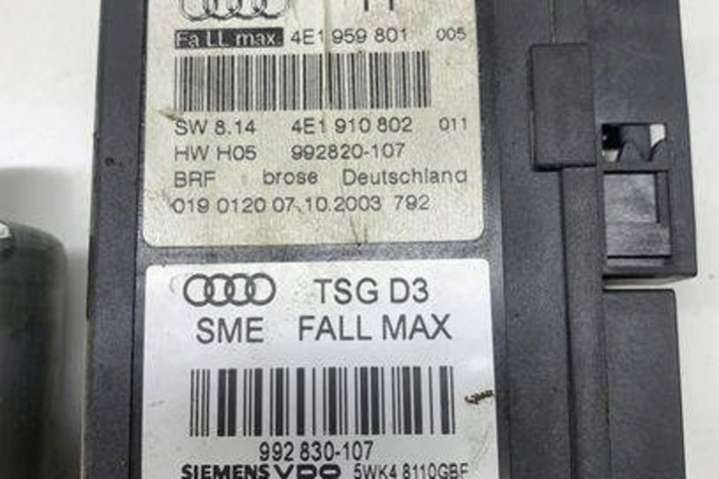 Fa.LL max. 4E1 959 801 005
SW 8.14 4E1 910 802 011
HW H05 992820-107
BRF brose Deutschland
019 0120 07.10.2003 792
TSG D3
SME FALL MAX
992 830-107
SIEMENS VDO 5WK4 8110GBF